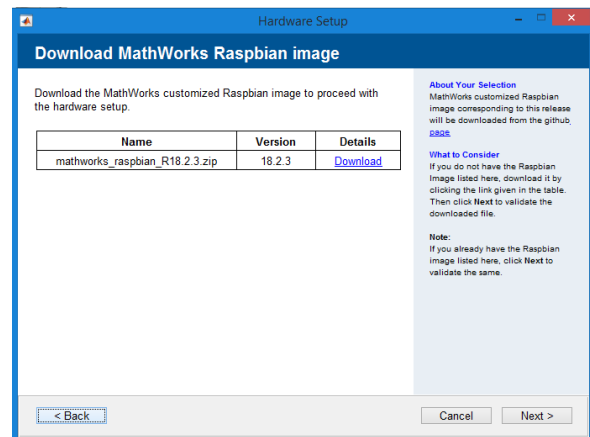 Hardware Setup
Download MathWorks Raspbian image
Download the MathWorks customized Raspbian image to proceed with
the hardware setup.
Name Version Details
mathworks_raspbian_R18.2.3.zip 18.2.3 Download
About Your Selection
MathWorks customized Raspbian
image corresponding to this release
will be downloaded from the github
page
What to Consider
If you do not have the Raspbian
Image listed here, download it by
clicking the link given in the table.
Then click Next to validate the
downloaded file.
Note:
If you already have the Raspbian
image listed here, click Next to
validate the same.
< Back Cancel Next >